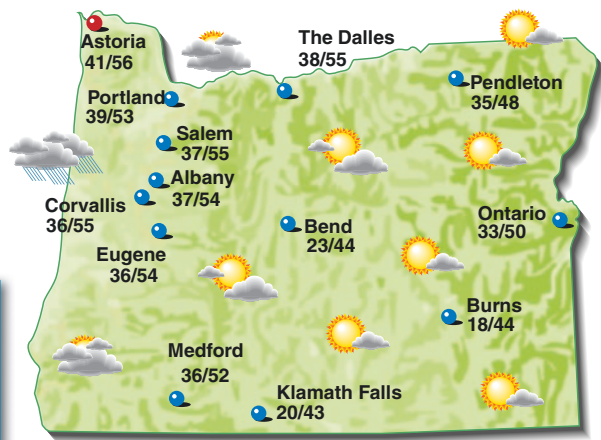 Astoria
41/56
The Dalles
38/55
Pendleton
35/48
Portland
39/53
Salem
37/55
Albany
37/54
Corvallis
36/55
Ontario
33/50
Bend
23/44
Eugene
36/54
Burns
18/44
Medford
36/52
Klamath Falls
20/43